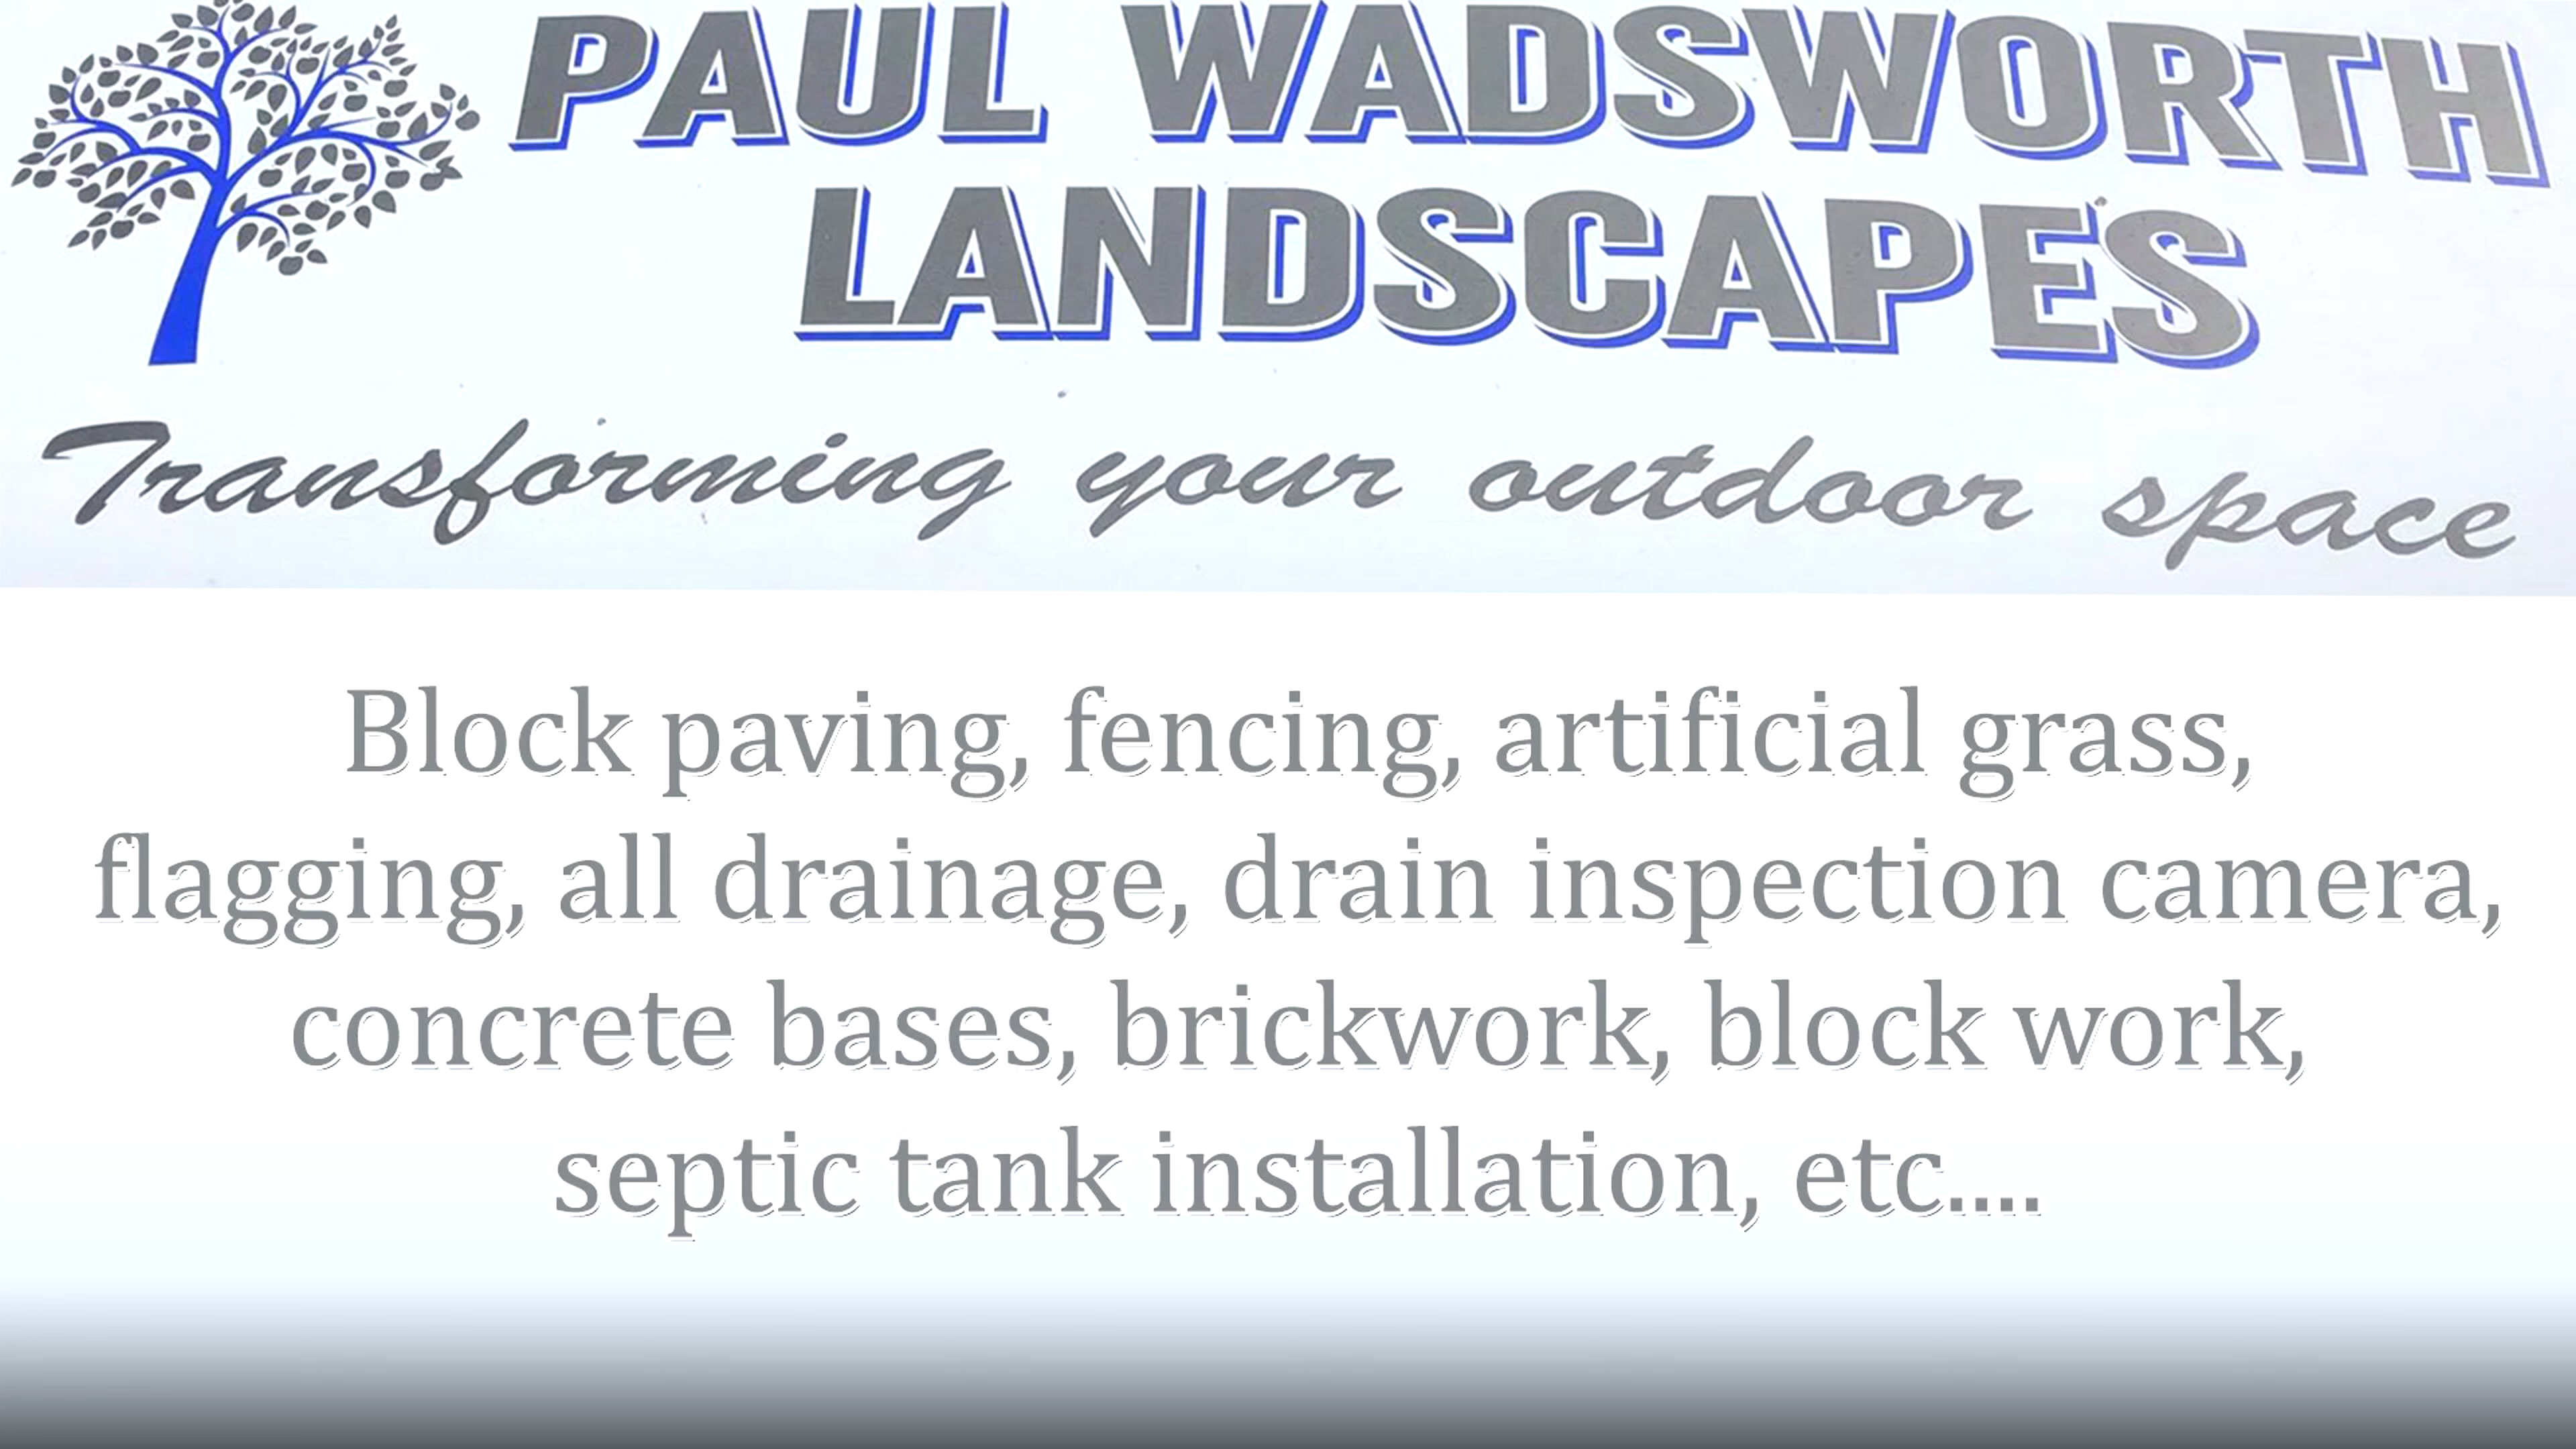 PAUL WADSWORTH
LANDSCAPES
Transforming your outdoor space
Block paving, fencing, artificial grass,
flagging, all drainage, drain inspection camera,
concrete bases, brickwork, block work,
septic tank installation, etc....